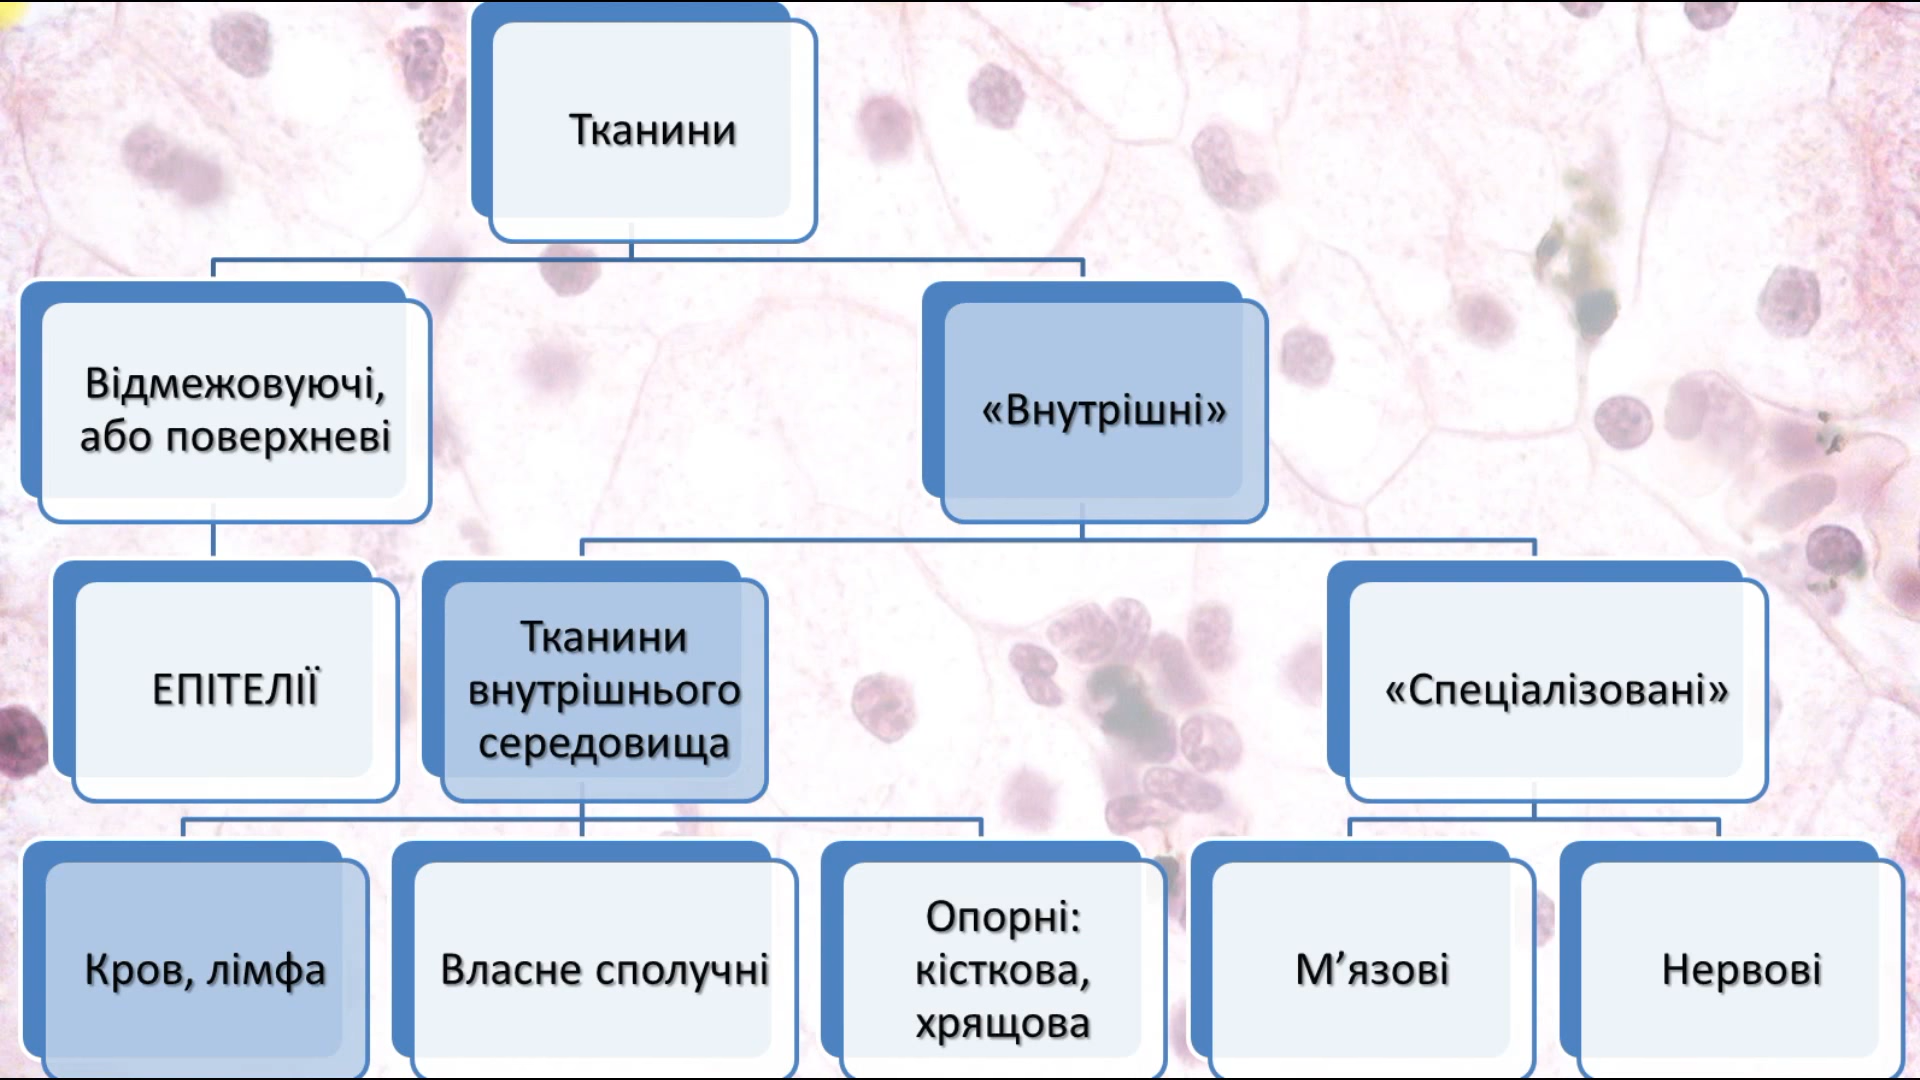 Тканини
Відмежовуючі,
або поверхневі
«Внутрішні»
ЕПІТЕЛІЇ
Тканини
внутрішнього
середовища
«Спеціалізовані»
Кров, лімфа
Власне сполучні
Опорні:
кісткова,
хрящова
М’язові
Нервові